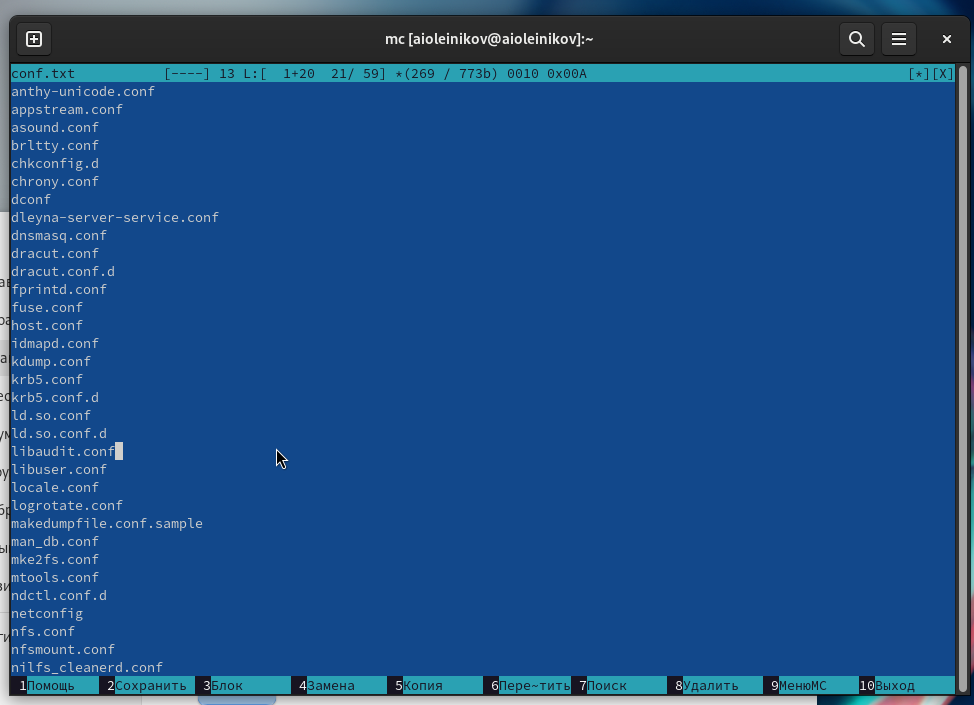 mc [aioleinikov@aioleinikov]:~
conf.txt [----] 13 L:[ 1+20 21/ 59] *(269 / 773b) 0010 0x00A [*][X]
anthy-unicode.conf
appstream.conf
asound.conf
brltty.conf
chkconfig.d
chrony.conf
dconf
dleyna-server-service.conf
dnsmasq.conf
dracut.conf
dracut.conf.d
fprintd.conf
fuse.conf
host.conf
idmapd.conf
kdump.conf
krb5.conf
krb5.conf.d
ld.so.conf
ld.so.conf.d
libaudit.conf
libuser.conf
locale.conf
logrotate.conf
makedumpfile.conf.sample
man_db.conf
mke2fs.conf
mtools.conf
ndctl.conf.d
netconfig
nfs.conf
nfsmount.conf
nilfs_cleanerd.conf
1Помощь 2Сохранить 3Блок 4Замена 5Копия 6Пере~тить 7Поиск 8Удалить 9МенюMC 10Выход